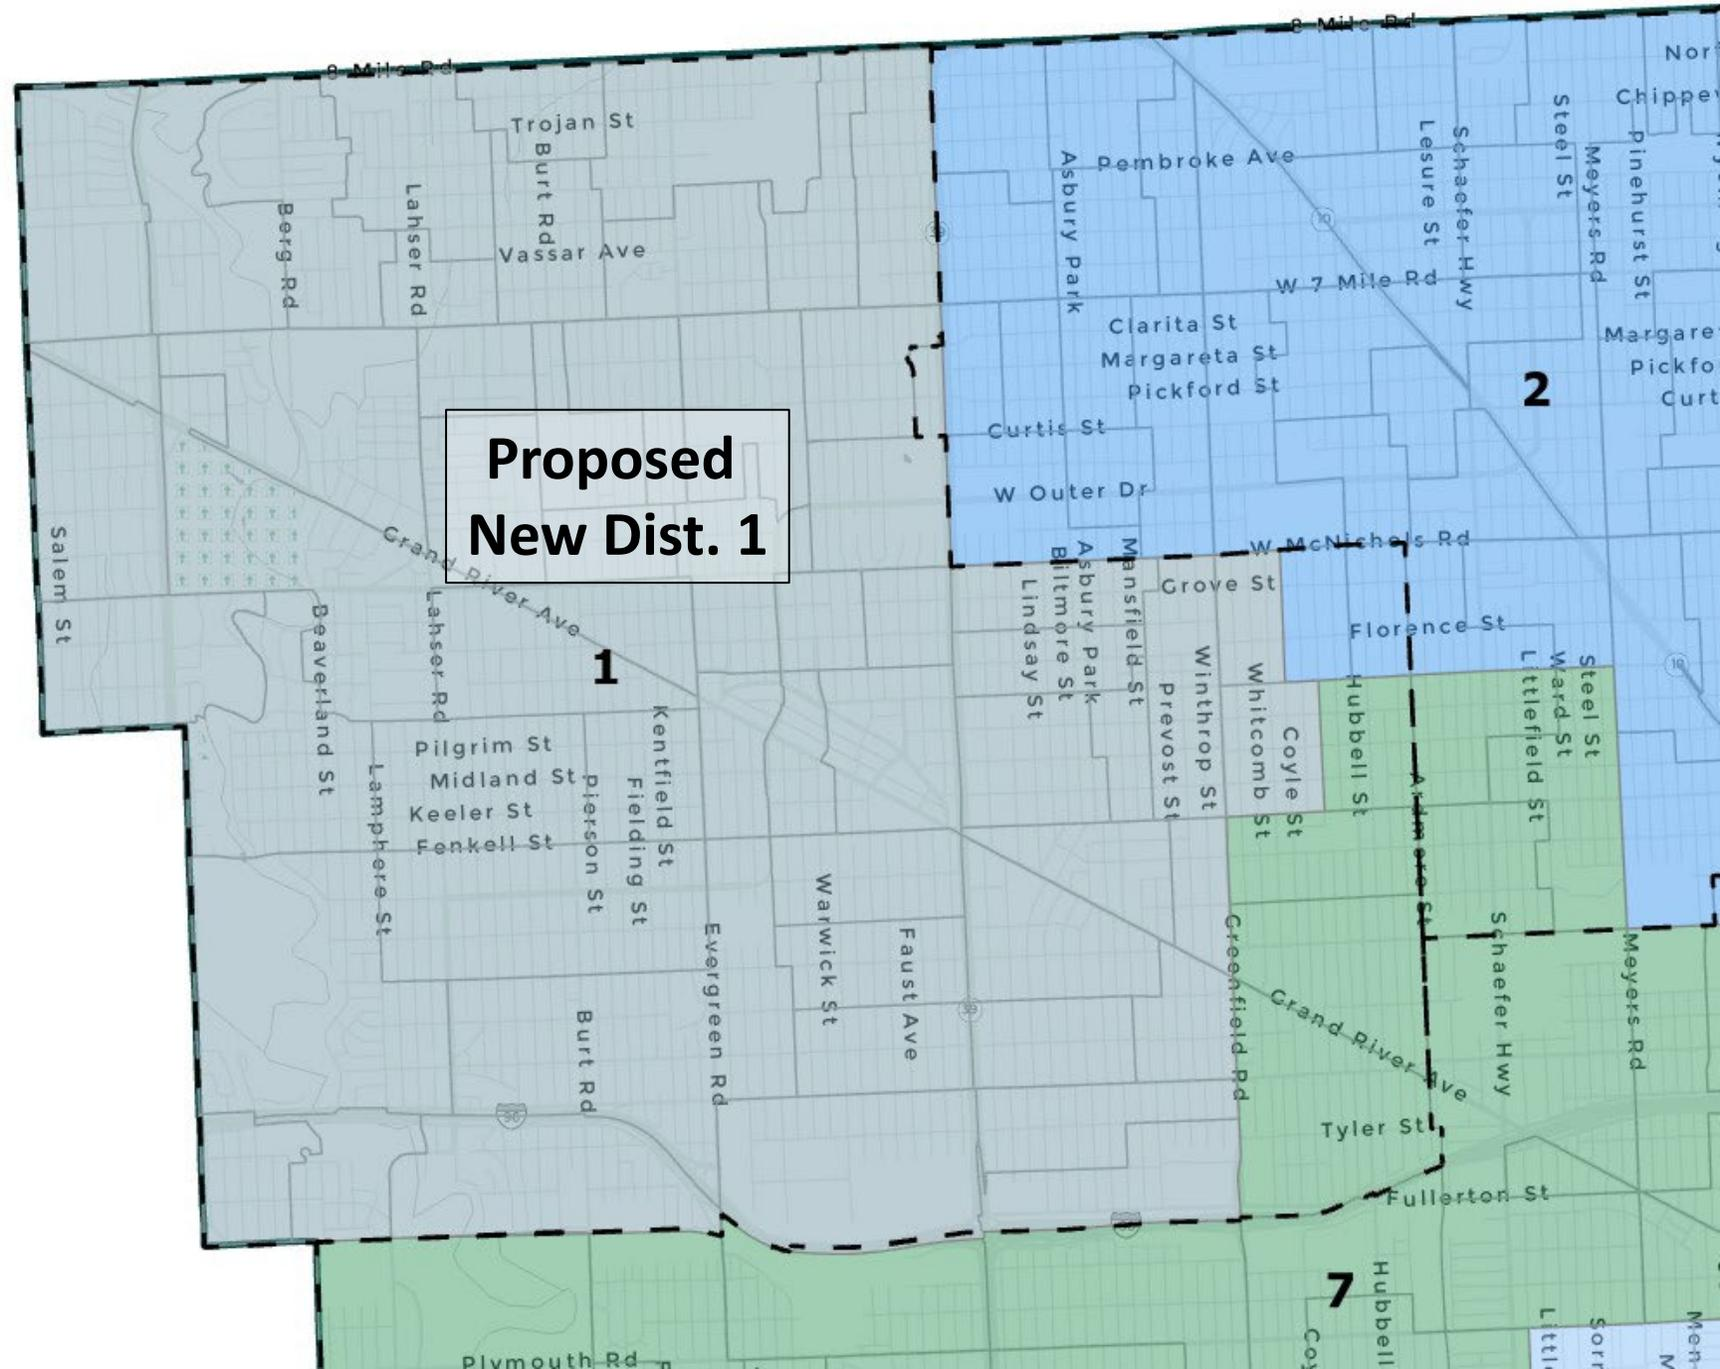 8 Mile Rd
8 Mile Rd
Trojan St
Burt Rd
Berg Rd
Lahser Rd
Vassar Ave
Asbury Park
Pembroke Ave
10
Lesure St
Schaefer Hwy
Steel St
Meyers Rd
Pinehurst St
W 7 Mile Rd
Clarita St
Margareta St
Pickford St
Curtis St
W Outer Dr
2
Proposed
New Dist. 1
Salem St
Grand River Ave
W McNichols Rd
Grove St
Florence St
Beaverland St
Lahser Rd
1
Lindsay St
Biltmore St
Asbury Park
Mansfield St
Prevost St
Winthrop St
Whitcomb St
Coyle St
Hubbell St
Ardmore St
Littlefield St
Ward St
Steel St
10
Pilgrim St
Midland St
Keeler St
Fenkell St
Lamphere St
Pierson St
Fielding St
Kentfield St
Evergreen Rd
Warwick St
Faust Ave
Greenfield Rd
Grand River Ave
Schaefer Hwy
Meyers Rd
39
Burt Rd
96
Tyler St
Fullerton St
7
Hubbell
Plymouth Rd